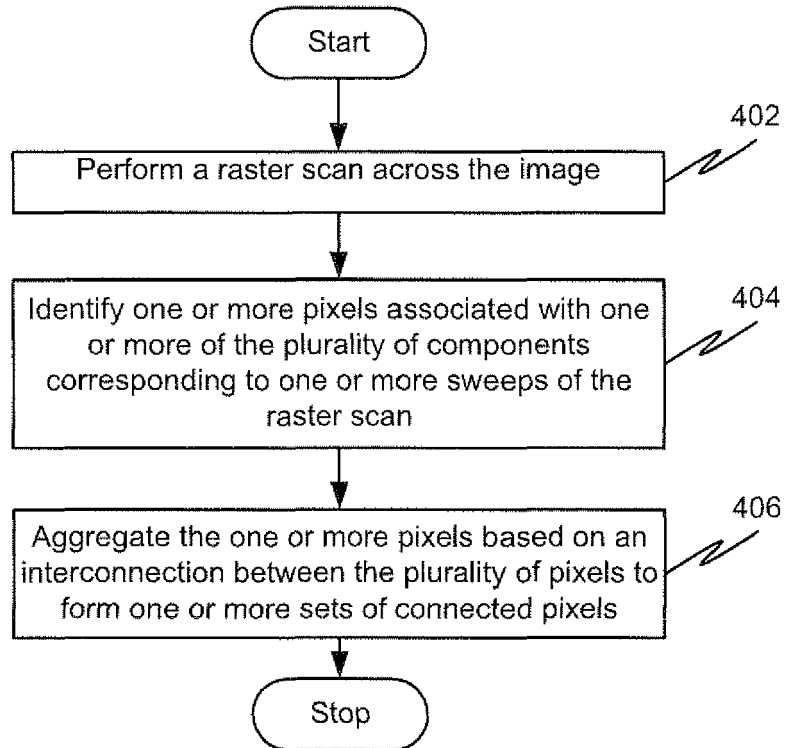 Start
402
Perform a raster scan across the image
404
Identify one or more pixels associated with one
or more of the plurality of components
corresponding to one or more sweeps of the
raster scan
406
Aggregate the one or more pixels based on an
interconnection between the plurality of pixels to
form one or more sets of connected pixels
Stop